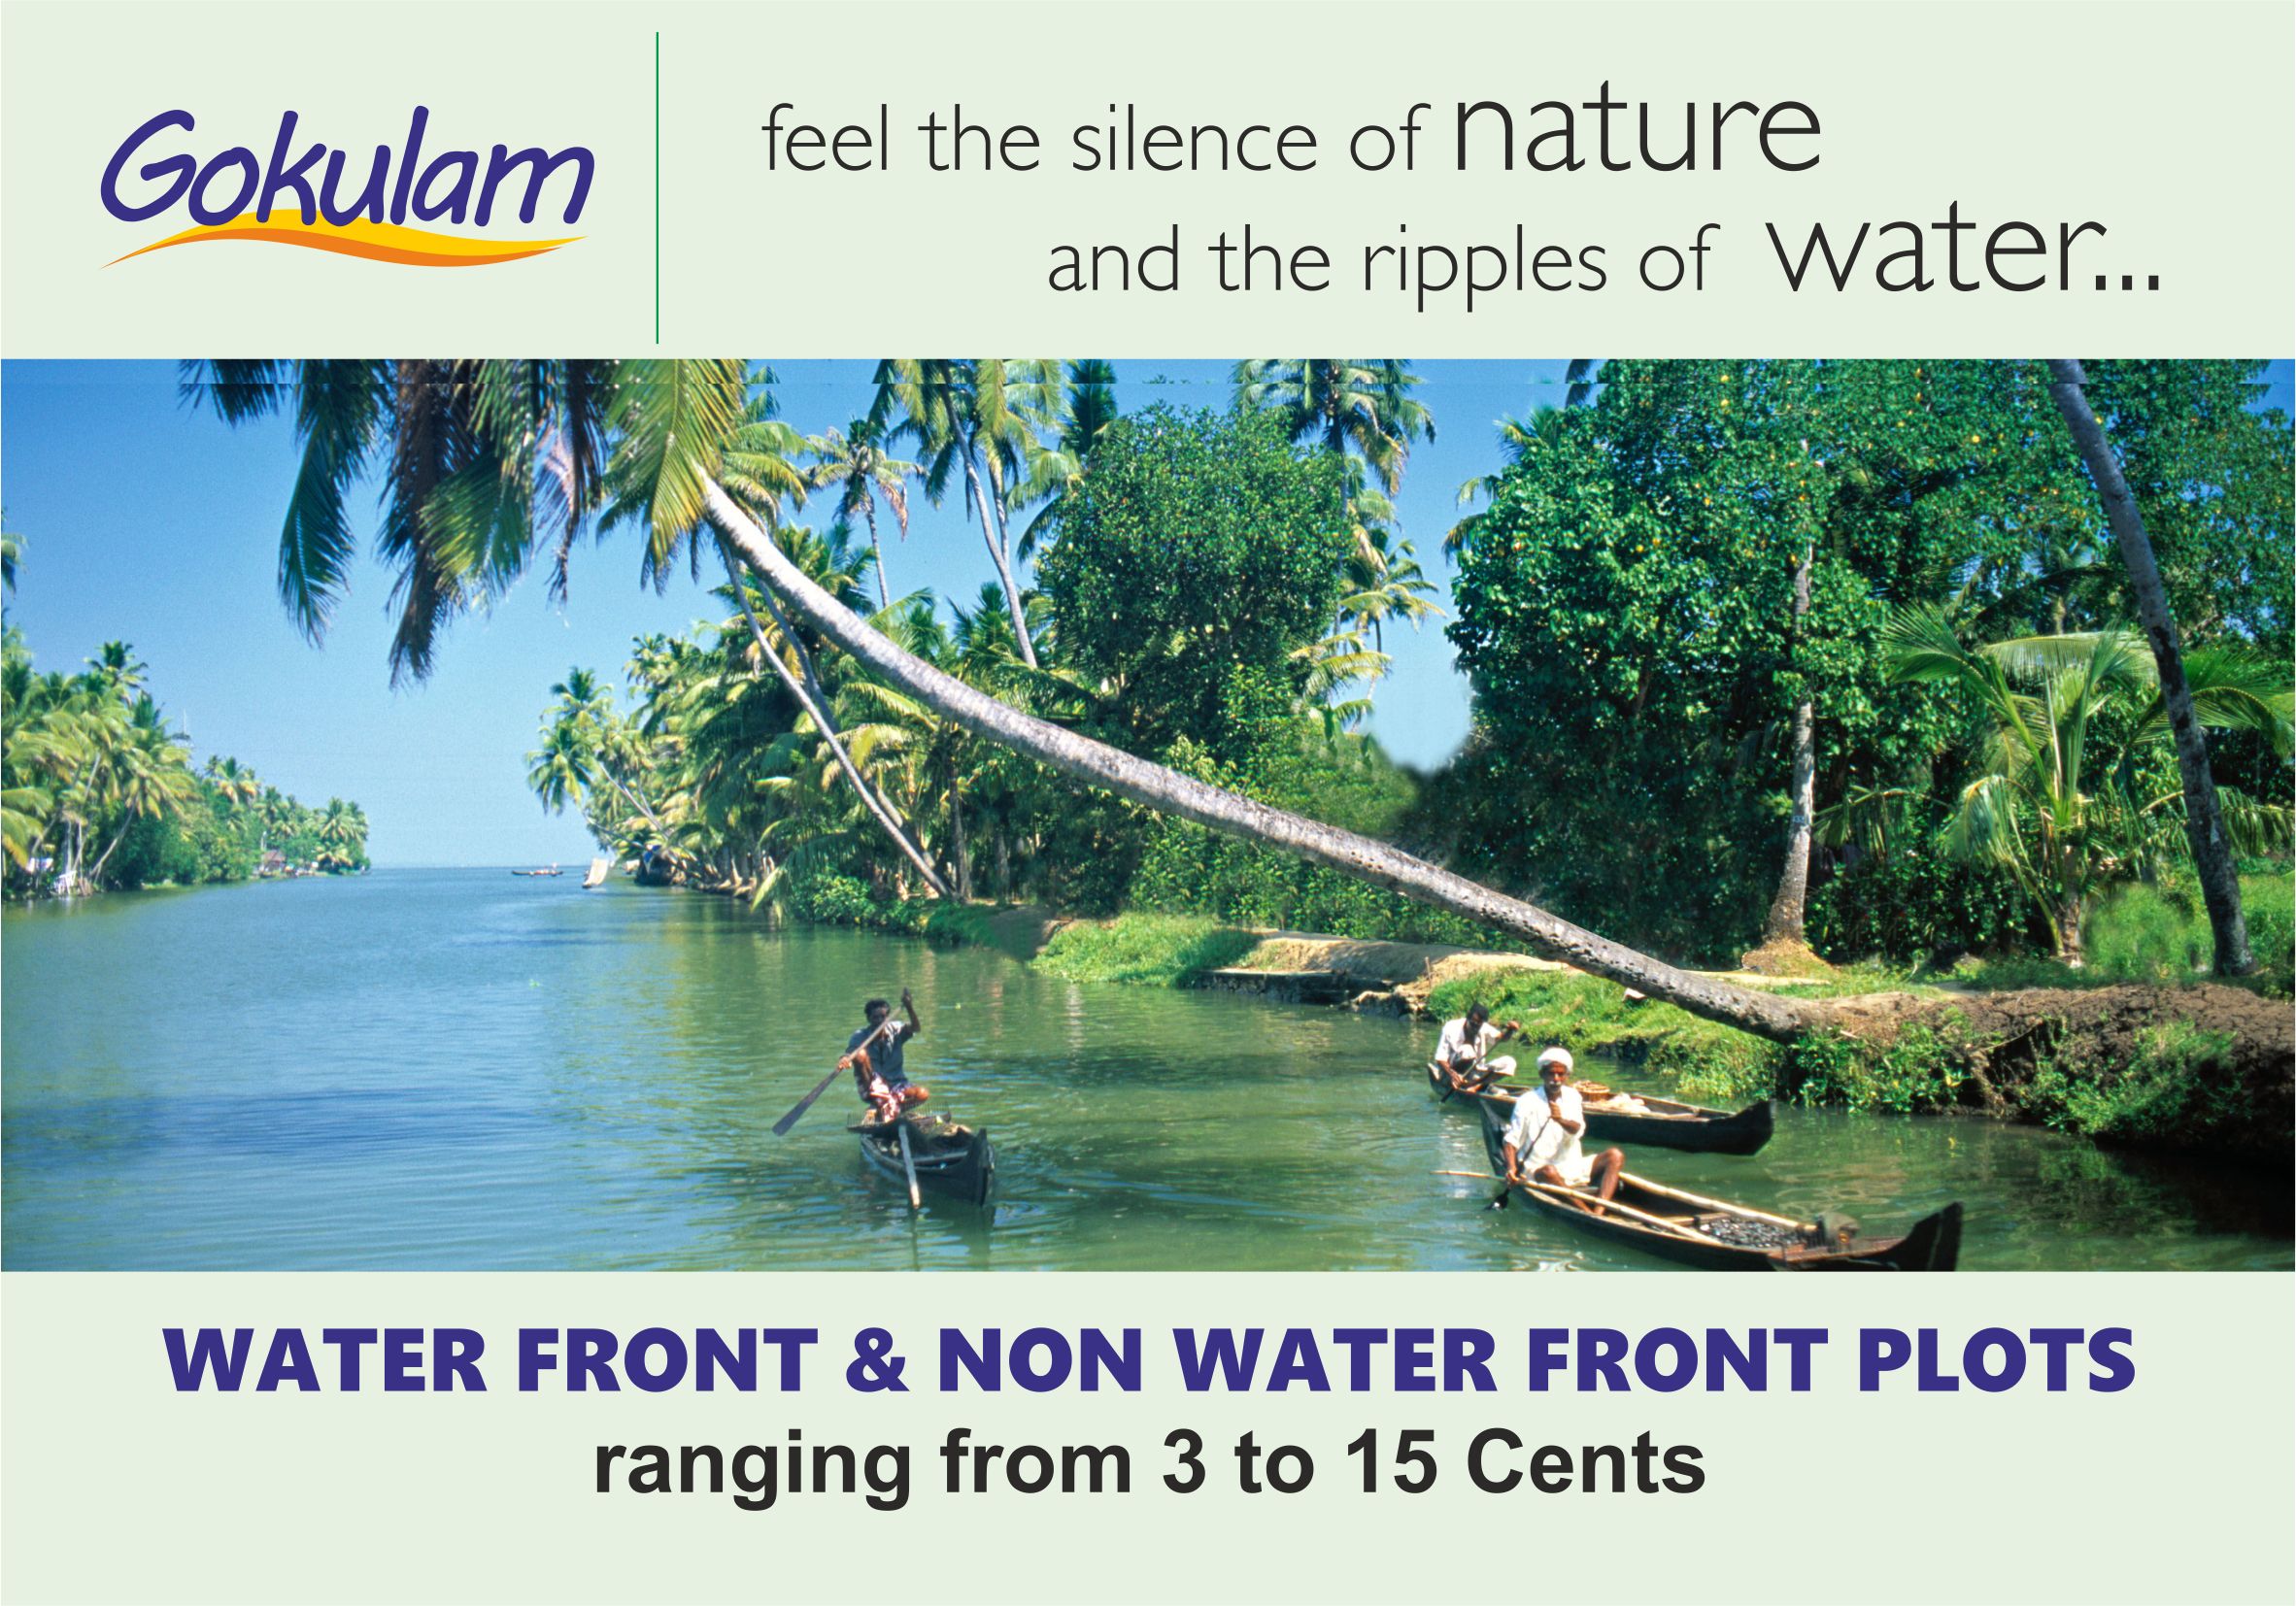 Gokulam
feel the silence of nature
and the ripples of water...
WATER FRONT & NON WATER FRONT PLOTS
ranging from 3 to 15 Cents